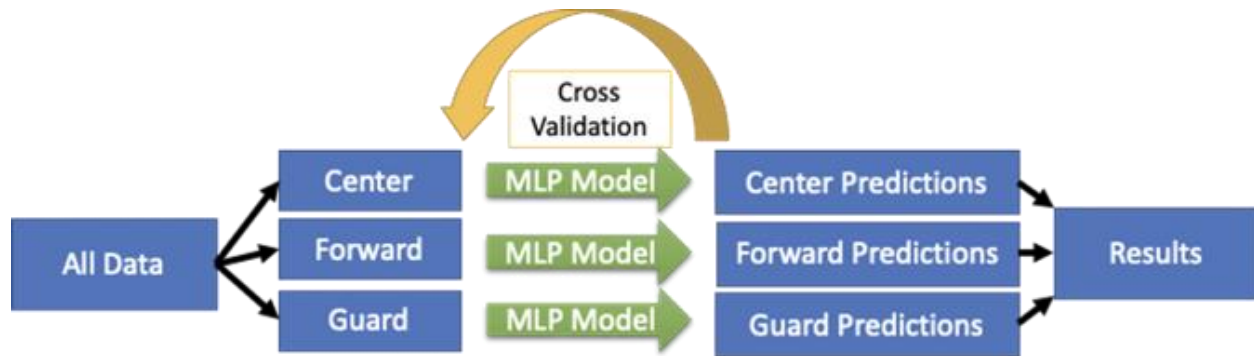 Cross
Validation
Center
MLP Model
Center Predictions
All Data
Forward
MLP Model
Forward Predictions
Results
Guard
MLP Model
Guard Predictions